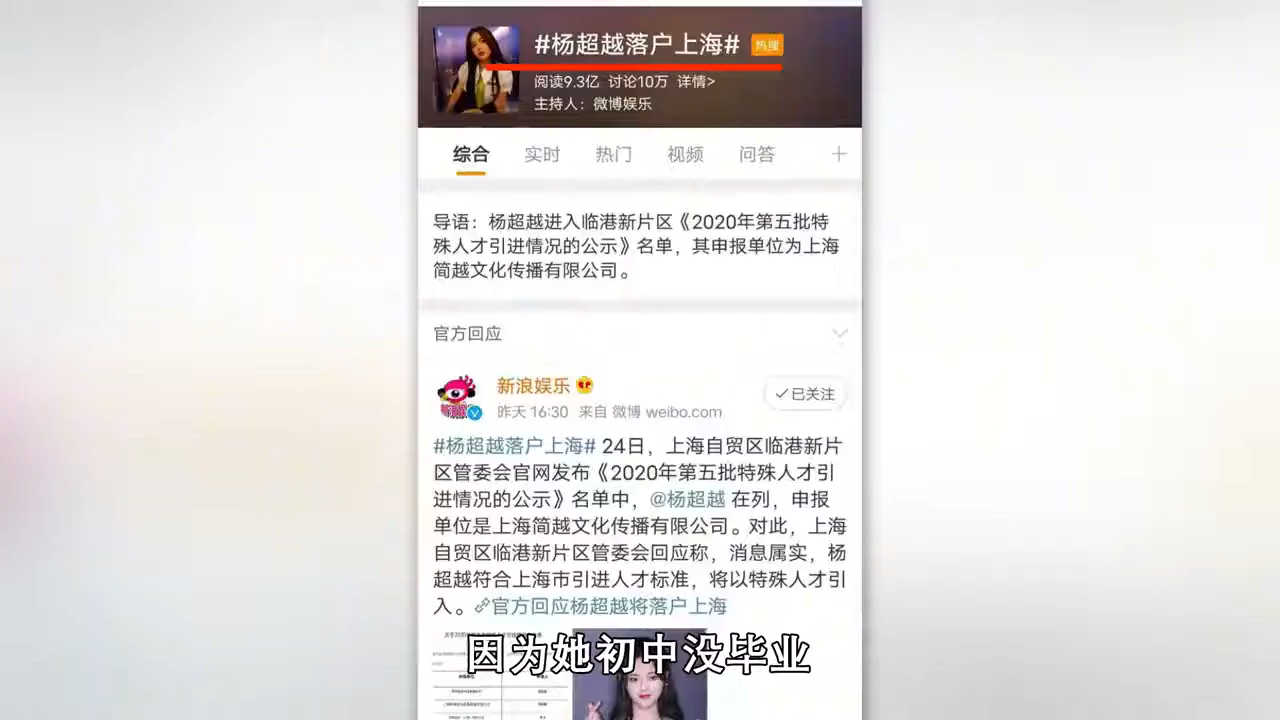 #杨超越落户上海# 热搜
阅读9.3亿 讨论10万 详情>
主持人：微博娱乐
综合 实时 热门 视频 问答
导语：杨超越进入临港新片区《2020年第五批特
殊人才引进情况的公示》名单，其申报单位为上海
简越文化传播有限公司。
官方回应
新浪娱乐
已关注
昨天 16:30 来自 微博 weibo.com
#杨超越落户上海# 24日，上海自贸区临港新片
区管委会官网发布《2020年第五批特殊人才引
进情况的公示》名单中，@杨超越 在列，申报
单位是上海简越文化传播有限公司。对此，上海
自贸区临港新片区管委会回应称，消息属实，杨
超越符合上海市引进人才标准，将以特殊人才引
入。官方回应杨超越将落户上海
因为她初中没毕业